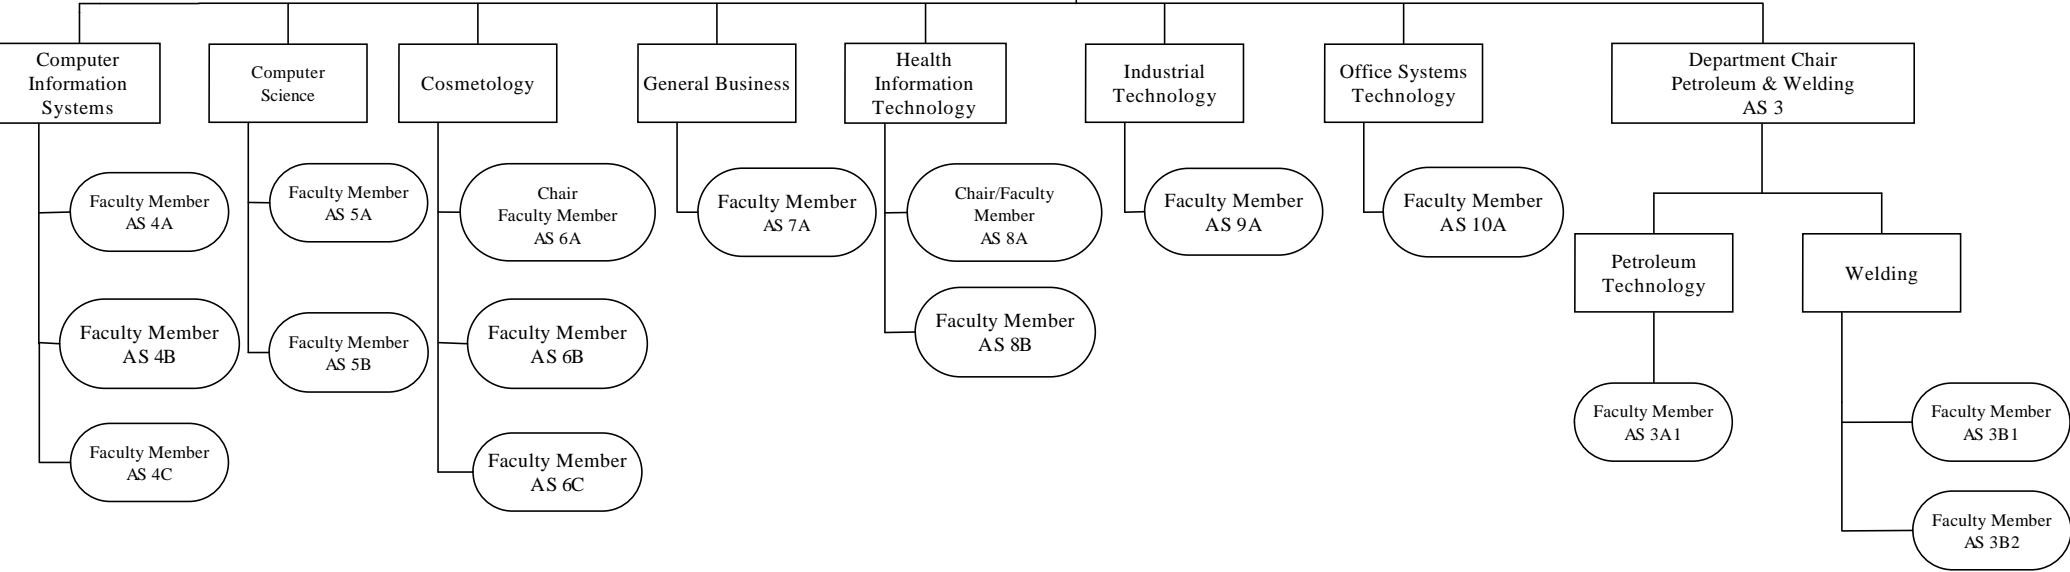 Computer
Information
Systems
Computer
Science
Cosmetology
General Business
Health
Information
Technology
Industrial
Technology
Office Systems
Technology
Department Chair
Petroleum & Welding
AS 3
Faculty Member
AS 4A
Faculty Member
AS 5A
Chair
Faculty Member
AS 6A
Faculty Member
AS 7A
Chair/Faculty
Member
AS 8A
Faculty Member
AS 9A
Faculty Member
AS 10A
Petroleum
Technology
Welding
Faculty Member
AS 4B
Faculty Member
AS 5B
Faculty Member
AS 6B
Faculty Member
AS 8B
Faculty Member
AS 3A1
Faculty Member
AS 3B1
Faculty Member
AS 4C
Faculty Member
AS 6C
Faculty Member
AS 3B2